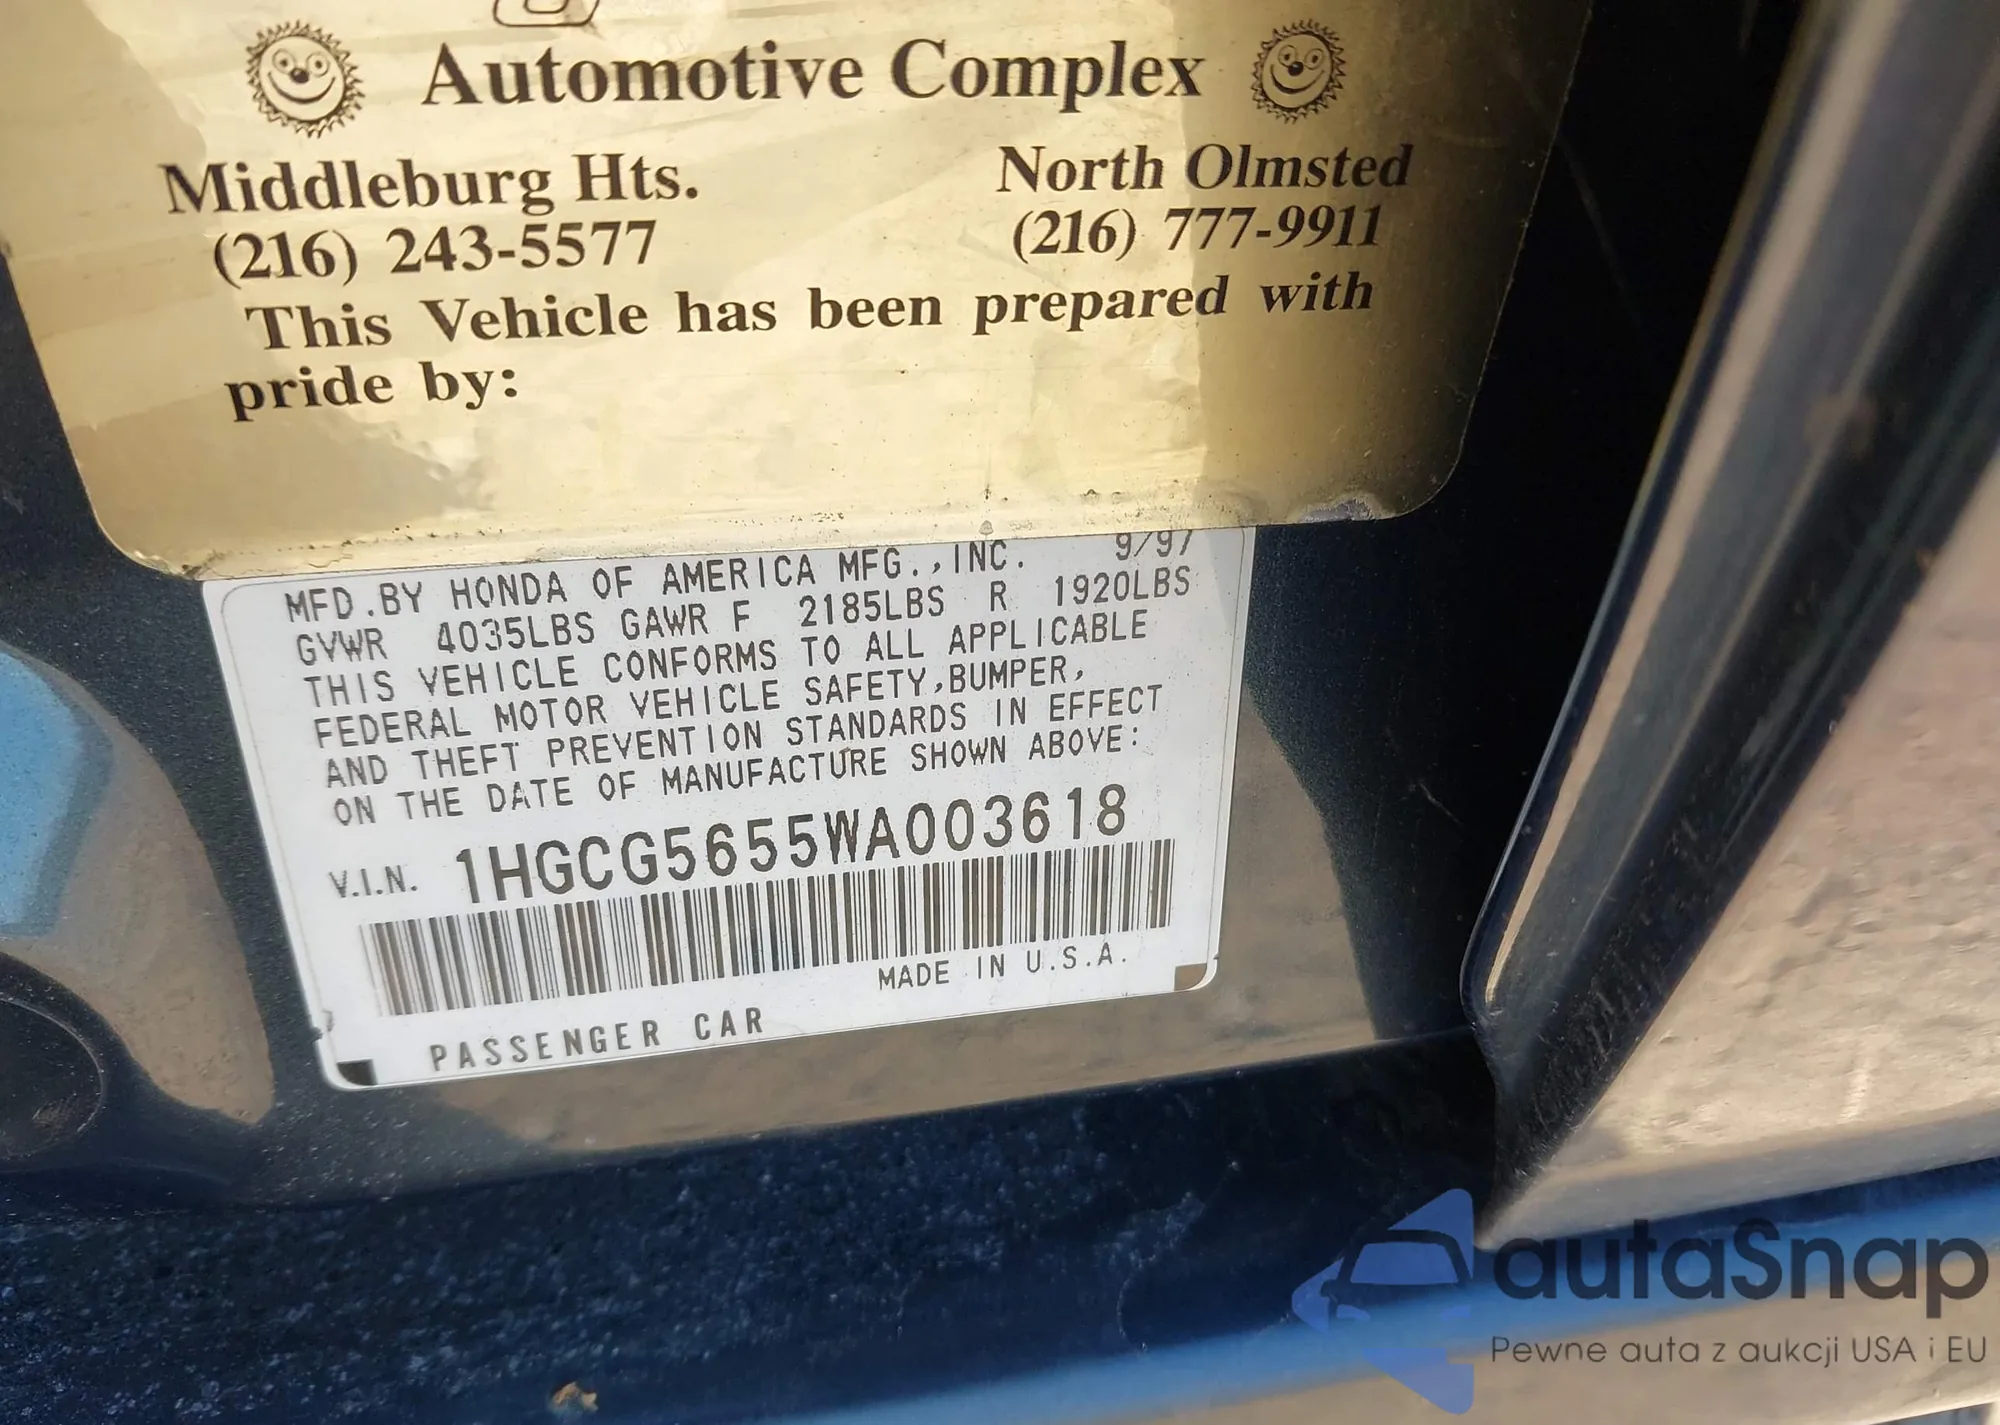 Automotive Complex
Middleburg Hts.
(216) 243-5577
North Olmsted
(216) 777-9911
This Vehicle has been prepared with
pride by:
MFD.BY HONDA OF AMERICA MFG.,INC. 9/97
GVWR 4035LBS GAWR F 2185LBS R 1920LBS
THIS VEHICLE CONFORMS TO ALL APPLICABLE
FEDERAL MOTOR VEHICLE SAFETY,BUMPER,
AND THEFT PREVENTION STANDARDS IN EFFECT
ON THE DATE OF MANUFACTURE SHOWN ABOVE:
V.I.N. 1HGCG5655WA003618
MADE IN U.S.A.
PASSENGER CAR
autaSnap
Pewne auta z aukcji USA i EU